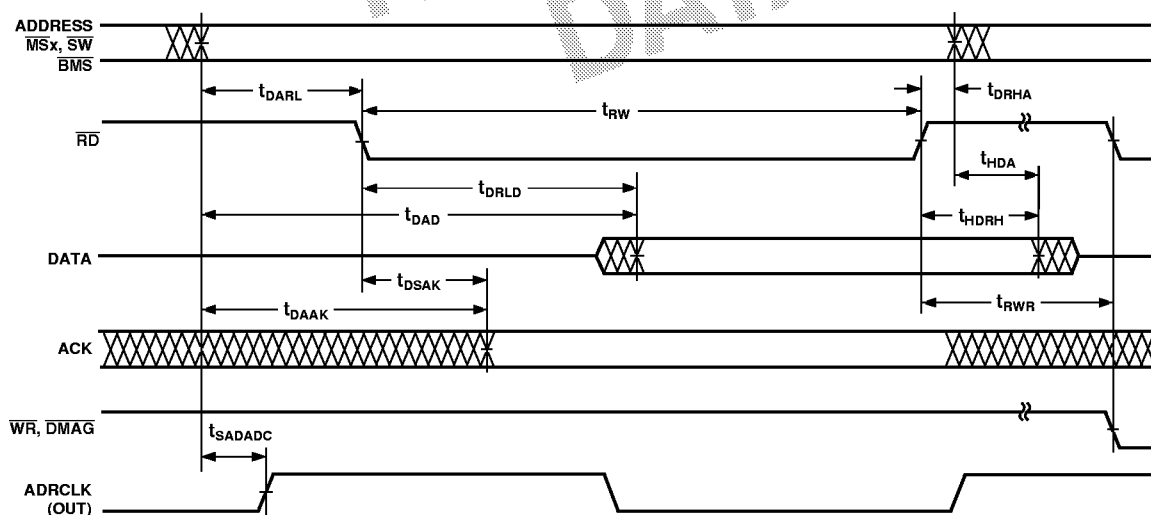 ADDRESS
MSx, SW
BMS
tDARL
tRW
tDRHA
RD
tHDA
tDRLD
tHDRH
tDAD
DATA
tDSAK
tRWR
tDAAK
ACK
WR, DMAG
tSADADC
ADRCLK
(OUT)